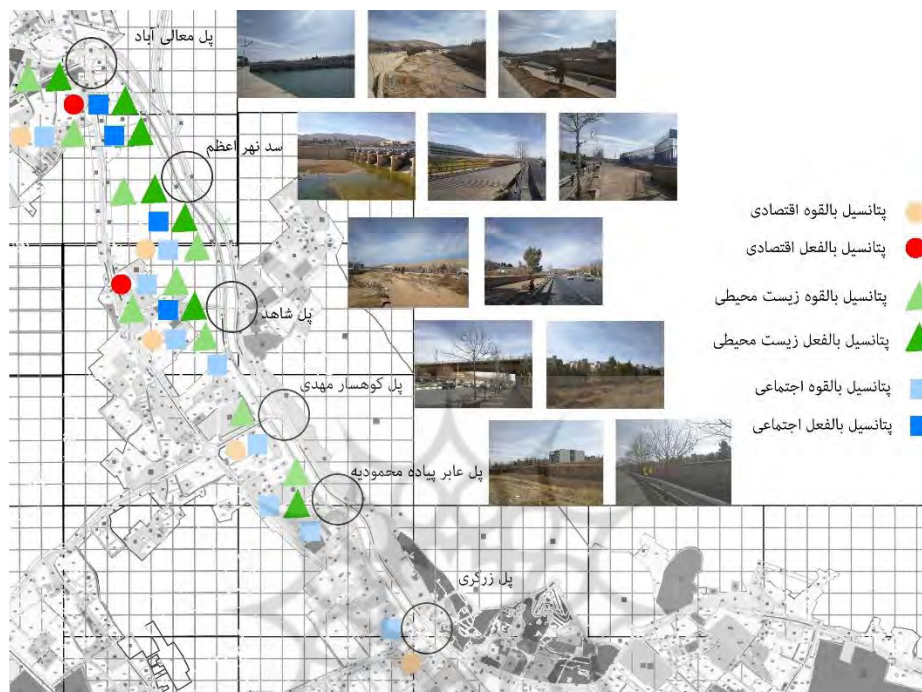 پل معالی آباد
سد نهر اعظم
پل شاهد
پل کوهسار مهدی
پل عابر پیاده محمودیه
پل زرگری
پتانسیل بالقوه اقتصادی
پتانسیل بالفعل اقتصادی
پتانسیل بالقوه زیست محیطی
پتانسیل بالفعل زیست محیطی
پتانسیل بالقوه اجتماعی
پتانسیل بالفعل اجتماعی